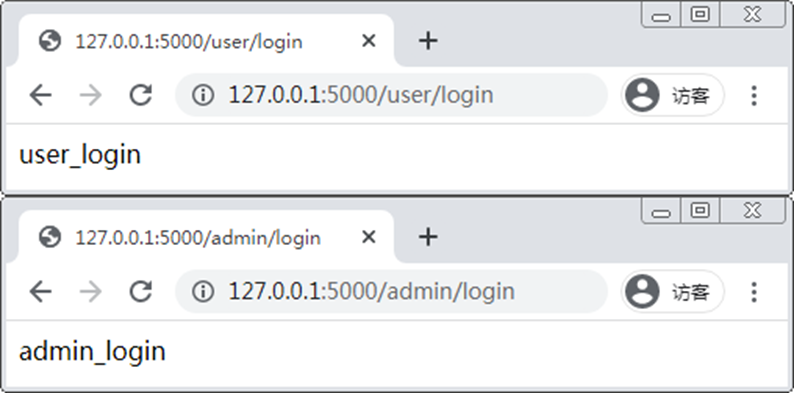 127.0.0.1:5000/user/login
127.0.0.1:5000/user/login 访客
user_login
127.0.0.1:5000/admin/login
127.0.0.1:5000/admin/login 访客
admin_login